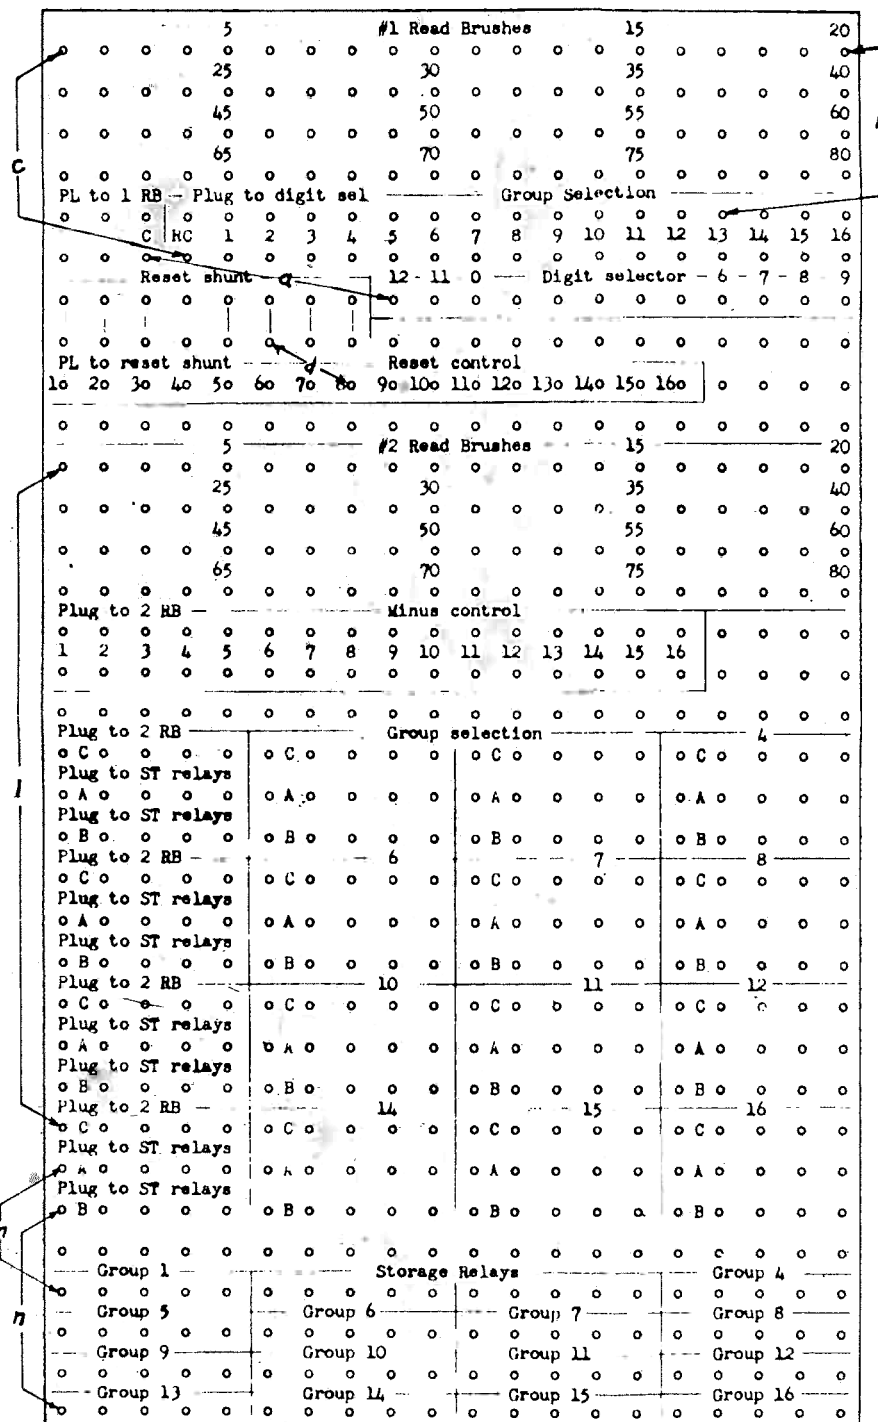 5 #1 Read Brushes 15 20
25 30 35 40
45 50 55 60
c
65 70 75 80
PL to 1 RB Plug to digit sel Group Selection
C RC 1 2 3 4 5 6 7 8 9 10 11 12 13 14 15 16
Reset shunt a 12 - 11 0 Digit selector - 6 - 7 - 8 - 9
PL to reset shunt d Reset control
1o 2o 3o 4o 5o 6o 7o 8o 9o 10o 11o 12o 13o 14o 15o 16o
5 #2 Read Brushes 15 20
25 30 35 40
45 50 55 60
65 70 75 80
Plug to 2 RB Minus control
1 2 3 4 5 6 7 8 9 10 11 12 13 14 15 16
Plug to 2 RB Group selection 4
C C C C
Plug to ST relays
l
A A A A
Plug to ST relays
B B B B
Plug to 2 RB 6 7 8
C C C C
Plug to ST relays
A A A A
Plug to ST relays
B B B B
Plug to 2 RB 10 11 12
C C C C
Plug to ST relays
A A A A
Plug to ST relays
B B B B
Plug to 2 RB 14 15 16
C C C C
Plug to ST relays
A A A A
Plug to ST relays
B B B B
Group 1 Storage Relays Group 4
n Group 5 Group 6 Group 7 Group 8
Group 9 Group 10 Group 11 Group 12
Group 13 Group 14 Group 15 Group 16